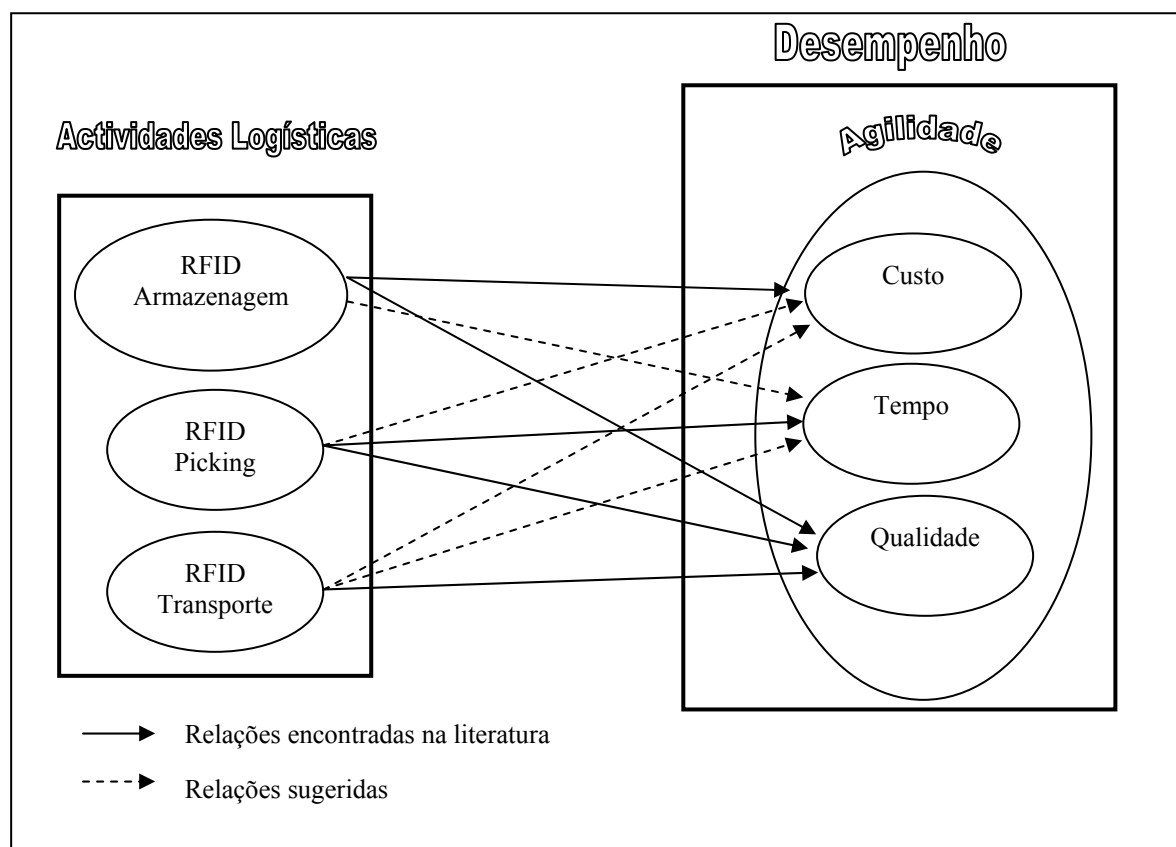 Desempenho
Actividades Logísticas
Agilidade
RFID
Armazenagem
Custo
RFID
Picking
Tempo
RFID
Transporte
Qualidade
Relações encontradas na literatura
Relações sugeridas